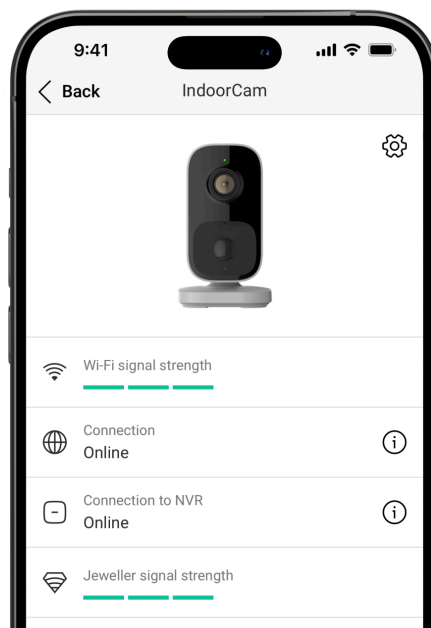 9:41
Back
IndoorCam
Wi-Fi signal strength
Connection
Online
Connection to NVR
Online
Jeweller signal strength